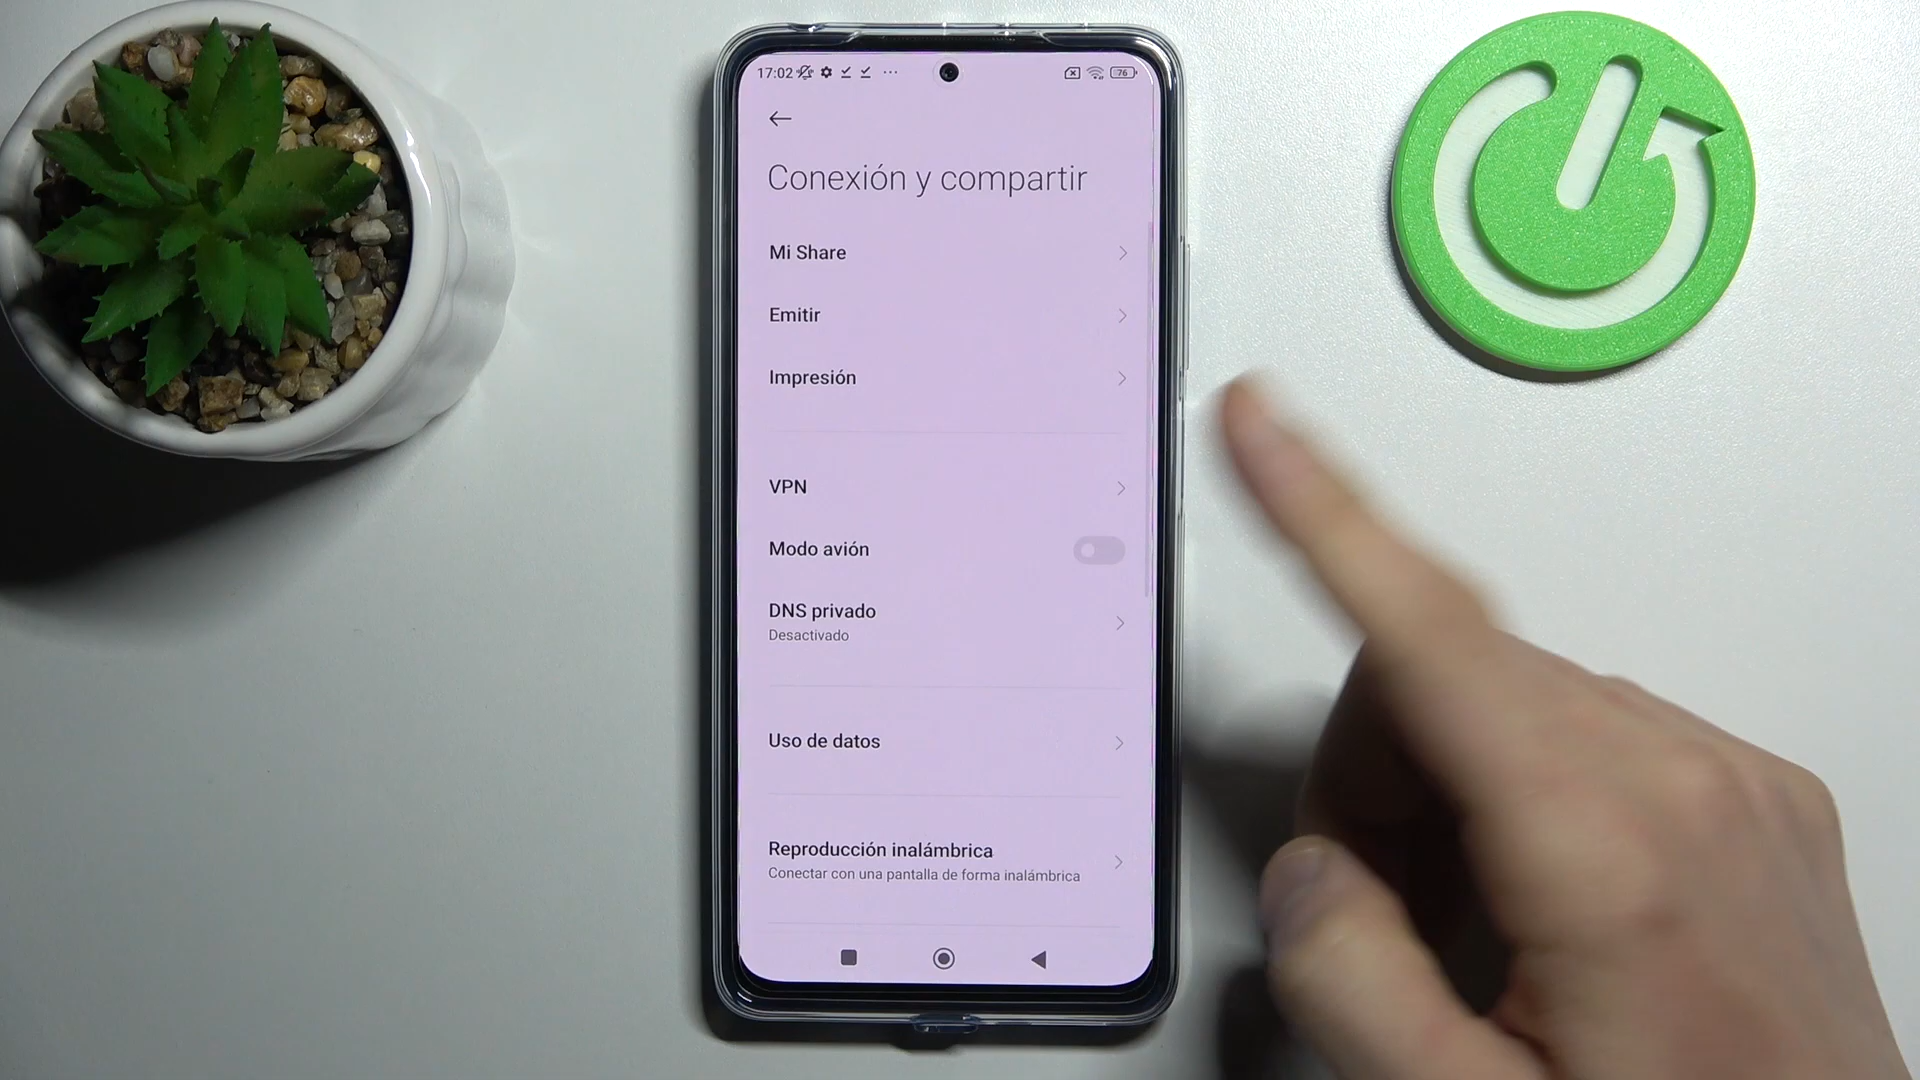 17:02
76
Conexión y compartir
Mi Share
Emitir
Impresión
VPN
Modo avión
DNS privado
Desactivado
Uso de datos
Reproducción inalámbrica
Conectar con una pantalla de forma inalámbrica